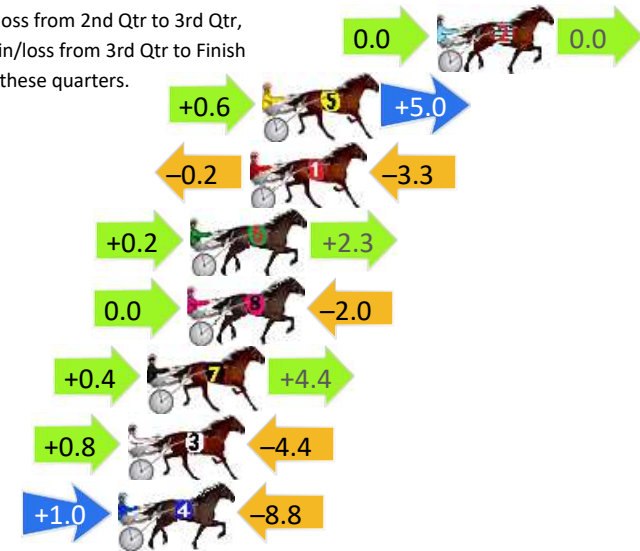 loss from 2nd Qtr to 3rd Qtr,
in/loss from 3rd Qtr to Finish
these quarters.
0.0 0.0
+0.6 5 +5.0
–0.2 1 –3.3
+0.2 6 +2.3
0.0 8 –2.0
+0.4 7 +4.4
+0.8 3 –4.4
+1.0 4 –8.8